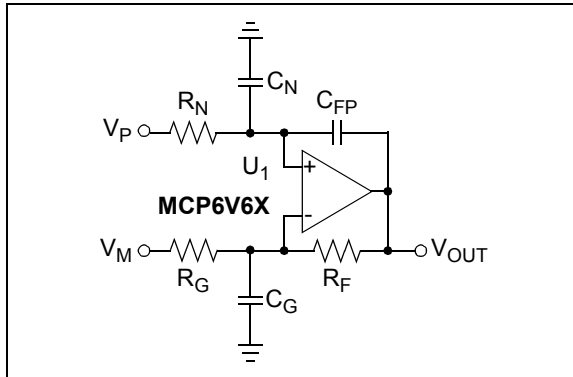 C_N
R_N
C_FP
V_P
U_1
+
MCP6V6X
-
V_M
V_OUT
R_G
R_F
C_G